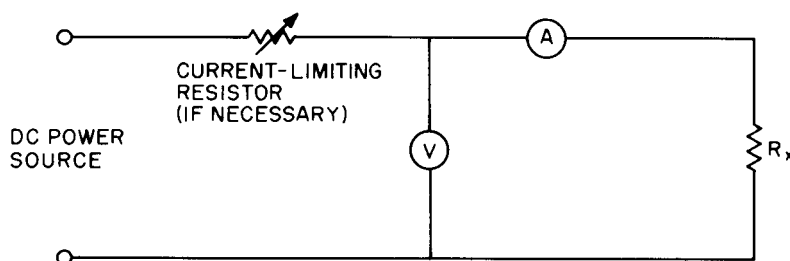 A
CURRENT-LIMITING
RESISTOR
(IF NECESSARY)
DC POWER
SOURCE
V
Rx